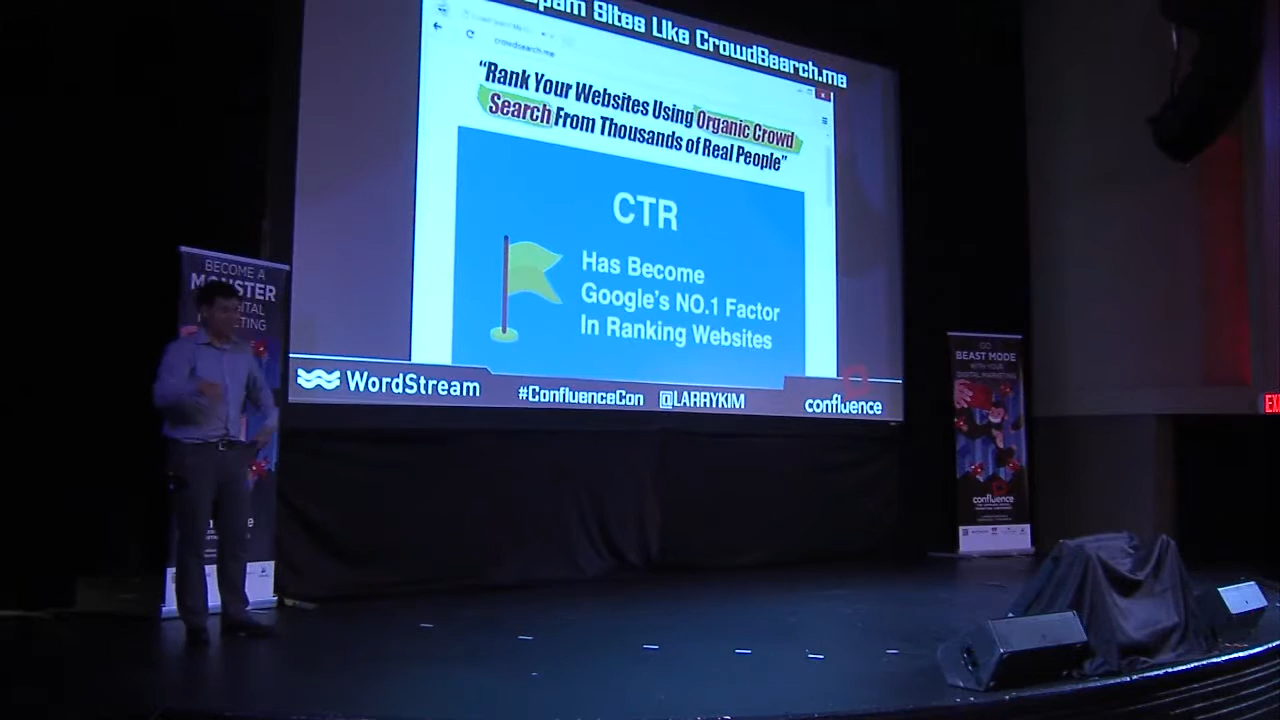 Spam Sites Like CrowdSearch.me
crowdsearch.me
“Rank Your Websites Using Organic Crowd
Search From Thousands of Real People”
CTR
Has Become
Google's NO.1 Factor
In Ranking Websites
WordStream
#ConfluenceCon @LARRYKIM
confluence
BECOME A
MONSTER
GO
BEAST MODE
WITH YOUR
DIGITAL MARKETING
confluence